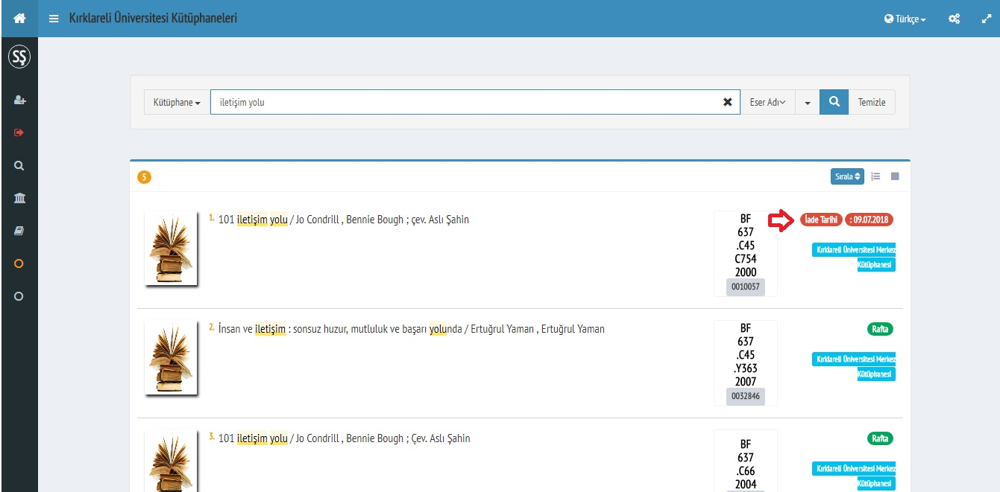 Kırklareli Üniversitesi Kütüphaneleri
Türkçe
SŞ
Kütüphane
iletişim yolu
Eser Adı
Temizle
5
Sırala
1. 101 iletişim yolu / Jo Condrill , Bennie Bough ; çev. Aslı Şahin
BF
637
.C45
C754
2000
0010057
İade Tarihi : 09.07.2018
Kırklareli Üniversitesi Merkez
Kütüphanesi
2. İnsan ve iletişim : sonsuz huzur, mutluluk ve başarı yolunda / Ertuğrul Yaman , Ertuğrul Yaman
BF
637
.C45
.Y363
2007
0032846
Rafta
Kırklareli Üniversitesi Merkez
Kütüphanesi
3. 101 iletişim yolu / Jo Condrill , Bennie Bough ; Çev. Aslı Şahin
BF
637
.C66
2004
Rafta
Kırklareli Üniversitesi Merkez
Kütüphanesi